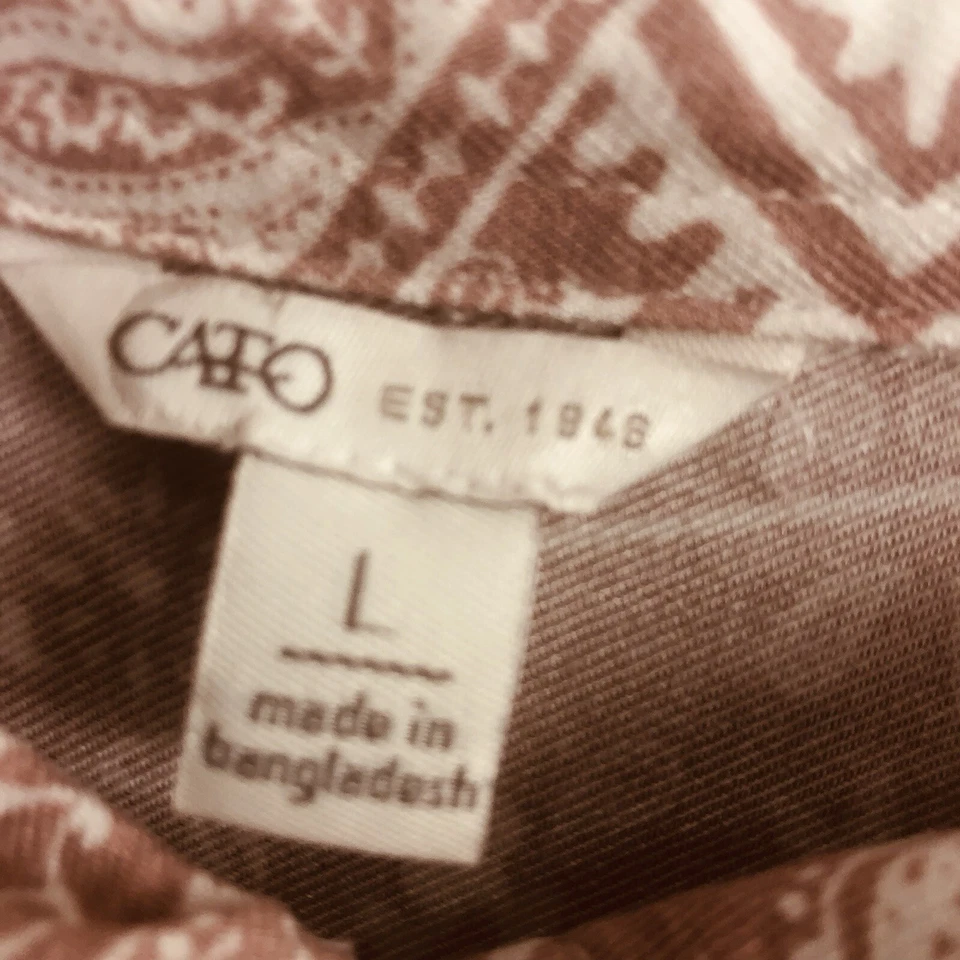 CATO EST. 1946
L
made in
bangladesh